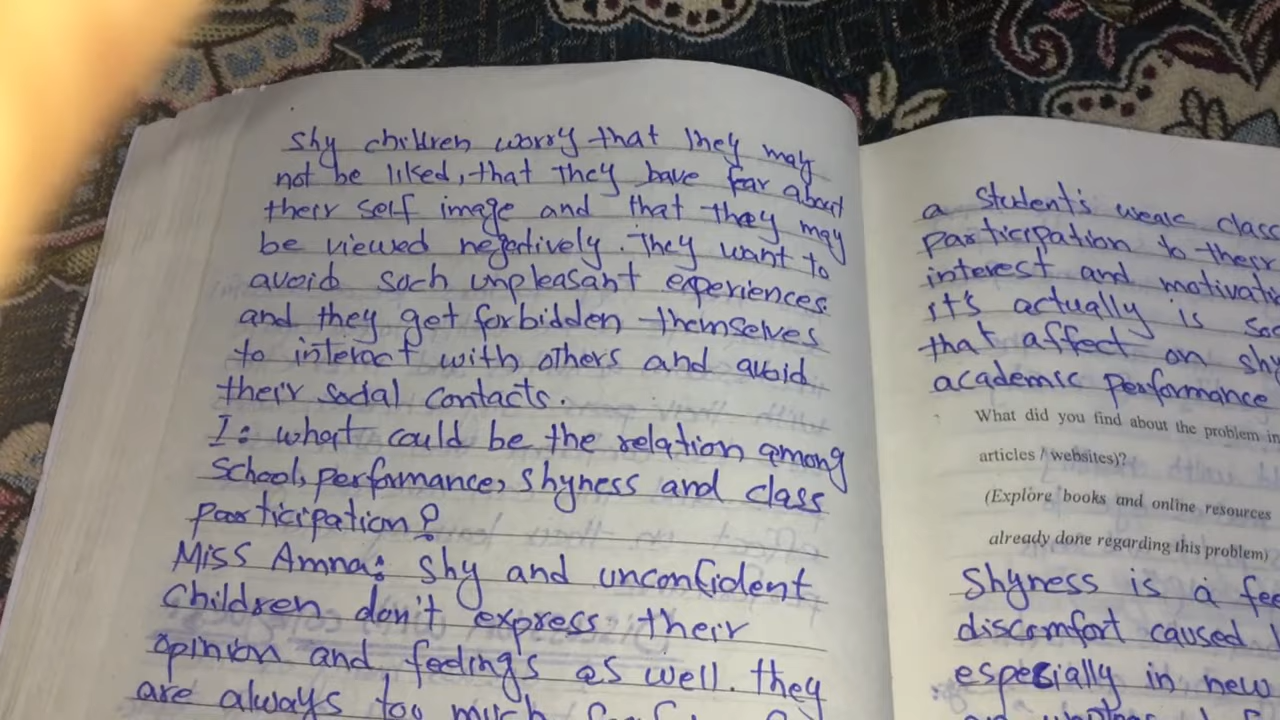 shy children worry that they may
not be liked, that they have far about
their self image and that they may
be viewed negetively. They want to
avoid such unpleasant experiences
and they get forbidden themselves
to interact with others and avoid
their social contacts.
I: what could be the relation among
school, performance, shyness and class
participation?
Miss Amna: Shy and unconfident
children don't express their
opinion and feelings as well. they
are always too much
a student's weak class
participation to their
interest and
it's actually is
that affect on
academic performance
What did you find about the problem in
articles / websites)?
(Explore books and online resources
already done regarding this problem)
Shyness is a
discomfort caused
especially in new